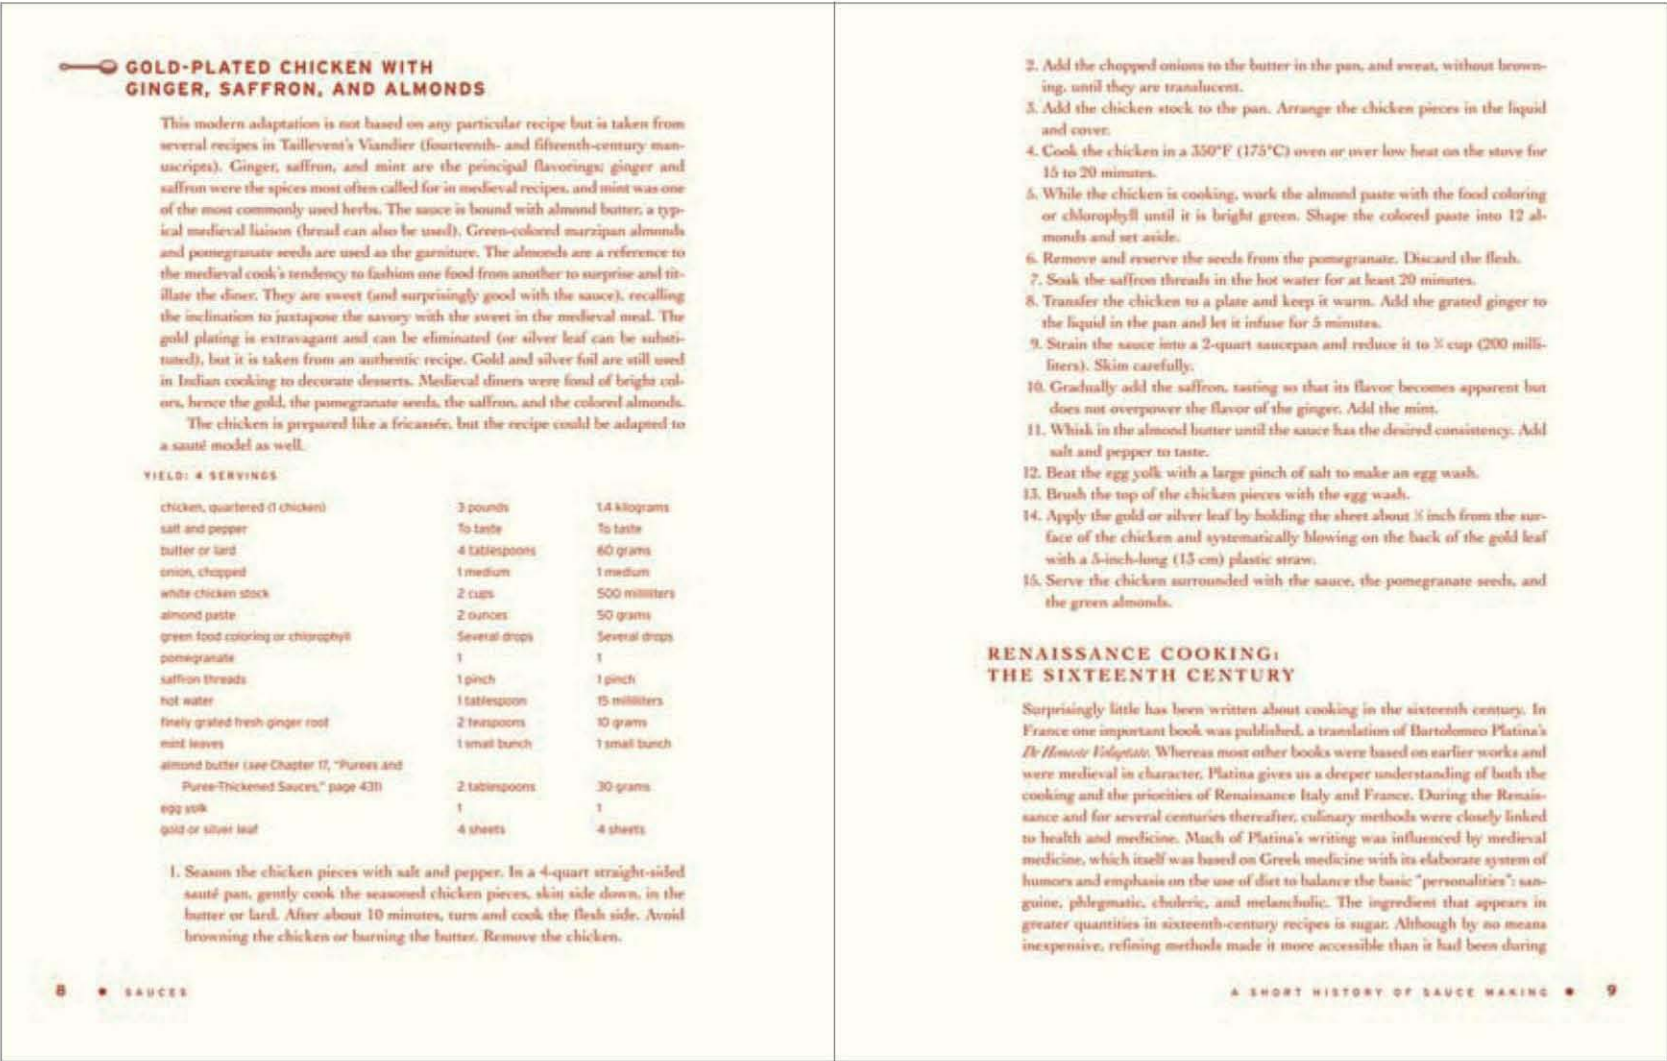 GOLD-PLATED CHICKEN WITH
GINGER, SAFFRON, AND ALMONDS
This modern adaptation is not based on any particular recipe but is taken from
several recipes in Taillevent's Viandier (fourteenth- and fifteenth-century man-
uscripts). Ginger, saffron, and mint are the principal flavorings; ginger and
saffron were the spices most often called for in medieval recipes, and mint was one
of the most commonly used herbs. The sauce is bound with almond butter, a typ-
ical medieval liaison (bread can also be used). Green-colored marzipan almonds
and pomegranate seeds are used as the garniture. The almonds are a reference to
the medieval cook's tendency to fashion one food from another to surprise and tit-
illate the diner. They are sweet (and surprisingly good with the sauce), recalling
the inclination to juxtapose the savory with the sweet in the medieval meal. The
gold plating is extravagant and can be eliminated (or silver leaf can be substi-
tuted), but it is taken from an authentic recipe. Gold and silver foil are still used
in Indian cooking to decorate desserts. Medieval diners were fond of bright col-
ors, hence the gold, the pomegranate seeds, the saffron, and the colored almonds.
The chicken is prepared like a fricassée, but the recipe could be adapted to
a sauté model as well.
YIELD: 4 SERVINGS
chicken, quartered (1 chicken) 3 pounds 1.4 kilograms
salt and pepper To taste To taste
butter or lard 4 tablespoons 60 grams
onion, chopped 1 medium 1 medium
white chicken stock 2 cups 500 milliliters
almond paste 2 ounces 50 grams
green food coloring or chlorophyll Several drops Several drops
pomegranate 1 1
saffron threads 1 pinch 1 pinch
hot water 1 tablespoon 15 milliliters
finely grated fresh ginger root 2 teaspoons 10 grams
mint leaves 1 small bunch 1 small bunch
almond butter (see Chapter 17, "Purees and
Puree-Thickened Sauces," page 431) 2 tablespoons 30 grams
egg yolk 1 1
gold or silver leaf 4 sheets 4 sheets
1. Season the chicken pieces with salt and pepper. In a 4-quart straight-sided
sauté pan, gently cook the seasoned chicken pieces, skin side down, in the
butter or lard. After about 10 minutes, turn and cook the flesh side. Avoid
browning the chicken or burning the butter. Remove the chicken.
8 • SAUCES
2. Add the chopped onions to the butter in the pan, and sweat, without brown-
ing, until they are translucent.
3. Add the chicken stock to the pan. Arrange the chicken pieces in the liquid
and cover.
4. Cook the chicken in a 350°F (175°C) oven or over low heat on the stove for
15 to 20 minutes.
5. While the chicken is cooking, work the almond paste with the food coloring
or chlorophyll until it is bright green. Shape the colored paste into 12 al-
monds and set aside.
6. Remove and reserve the seeds from the pomegranate. Discard the flesh.
7. Soak the saffron threads in the hot water for at least 20 minutes.
8. Transfer the chicken to a plate and keep it warm. Add the grated ginger to
the liquid in the pan and let it infuse for 5 minutes.
9. Strain the sauce into a 2-quart saucepan and reduce it to cup (200 milli-
liters). Skim carefully.
10. Gradually add the saffron, tasting so that its flavor becomes apparent but
does not overpower the flavor of the ginger. Add the mint.
11. Whisk in the almond butter until the sauce has the desired consistency. Add
salt and pepper to taste.
12. Beat the egg yolk with a large pinch of salt to make an egg wash.
13. Brush the top of the chicken pieces with the egg wash.
14. Apply the gold or silver leaf by holding the sheet about inch from the sur-
face of the chicken and systematically blowing on the back of the gold leaf
with a 5-inch-long (13 cm) plastic straw.
15. Serve the chicken surrounded with the sauce, the pomegranate seeds, and
the green almonds.
RENAISSANCE COOKING:
THE SIXTEENTH CENTURY
Surprisingly little has been written about cooking in the sixteenth century. In
France one important book was published, a translation of Bartolomeo Platina's
De Honeste Voluptate. Whereas most other books were based on earlier works and
were medieval in character, Platina gives us a deeper understanding of both the
cooking and the priorities of Renaissance Italy and France. During the Renais-
sance and for several centuries thereafter, culinary methods were closely linked
to health and medicine. Much of Platina's writing was influenced by medieval
medicine, which itself was based on Greek medicine with its elaborate system of
humors and emphasis on the use of diet to balance the basic "personalities": san-
guine, phlegmatic, choleric, and melancholic. The ingredient that appears in
greater quantities in sixteenth-century recipes is sugar. Although by no means
inexpensive, refining methods made it more accessible than it had been during
A SHORT HISTORY OF SAUCE MAKING • 9